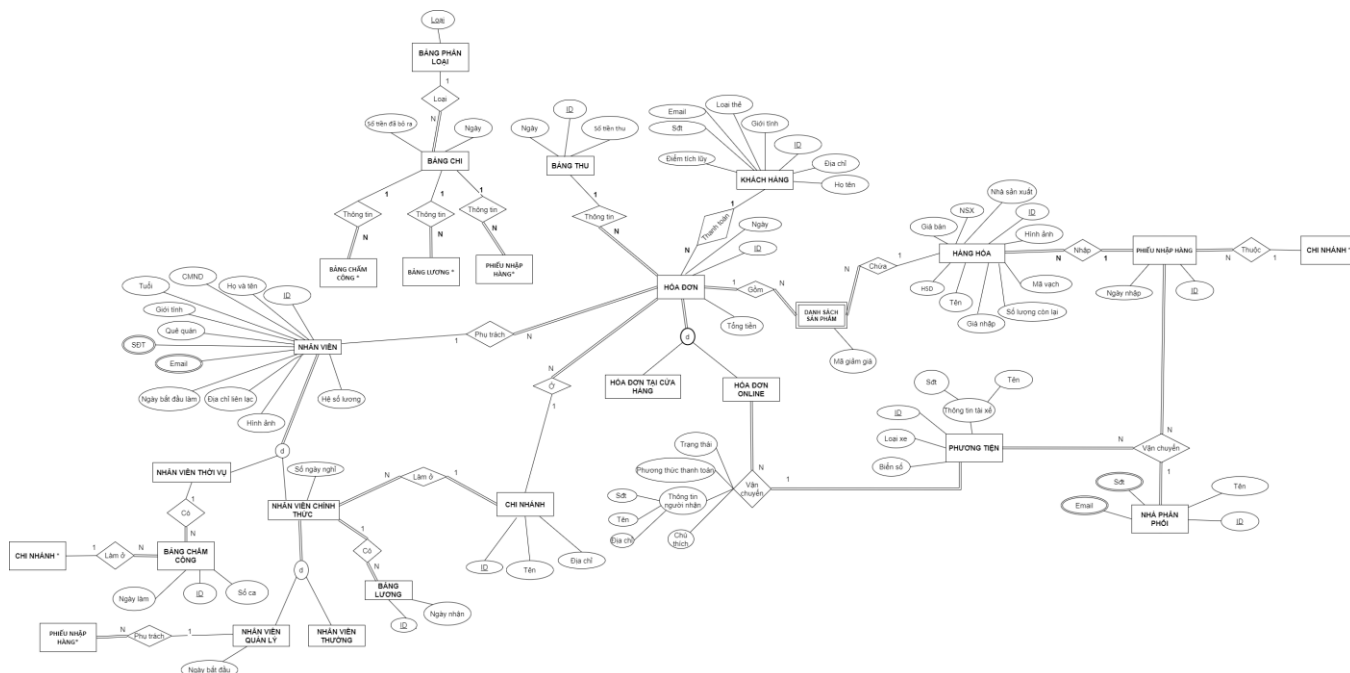 Loại
BẢNG PHÂN
LOẠI
1
Loại
N
Số tiền đã bỏ ra
Ngày
BẢNG CHI
1
1
1
Thông tin
Thông tin
Thông tin
N
N
N
BẢNG CHẤM
CÔNG *
BẢNG LƯƠNG *
PHIẾU NHẬP
HÀNG*
ID
Ngày
Số tiền thu
BẢNG THU
1
Thông tin
N
Email
Loại thẻ
Sđt
Giới tính
ID
Điểm tích lũy
Địa chỉ
KHÁCH HÀNG
Họ tên
1
Thanh toán
N
Ngày
ID
HÓA ĐƠN
1
Gồm
N
Tổng tiền
DANH SÁCH
SẢN PHẨM
Mã giảm giá
N
Chứa
1
Nhà sản xuất
NSX
ID
Giá bán
Hình ảnh
HÀNG HÓA
HSD
Mã vạch
Tên
Số lượng còn lại
Giá nhập
N
Nhập
1
PHIẾU NHẬP HÀNG
N
Thuộc
1
CHI NHÁNH *
Ngày nhập
ID
CMND
Họ và tên
Tuổi
ID
Giới tính
Quê quán
SĐT
NHÂN VIÊN
Email
Ngày bắt đầu làm
Địa chỉ liên lạc
Hệ số lương
Hình ảnh
1
Phụ trách
N
d
N
Ở
1
d
HÓA ĐƠN TẠI CỬA
HÀNG
HÓA ĐƠN
ONLINE
Trạng thái
Phương thức thanh toán
Sđt
Thông tin
người nhận
Tên
Địa chỉ
Chú
thích
N
Vận
chuyển
1
Sđt
Tên
Thông tin tài xế
ID
Loại xe
PHƯƠNG TIỆN
Biển số
N
N
Vận chuyển
1
Sđt
Email
Tên
NHÀ PHÂN
PHỐI
ID
NHÂN VIÊN THỜI VỤ
1
Có
N
CHI NHÁNH *
1
Làm ở
N
BẢNG CHẤM
CÔNG
Ngày làm
ID
Số ca
Số ngày nghỉ
NHÂN VIÊN CHÍNH
THỨC
N
Làm ở
1
CHI NHÁNH
ID
Tên
Địa chỉ
1
Có
N
BẢNG
LƯƠNG
Ngày nhận
ID
d
PHIẾU NHẬP
HÀNG*
N
Phụ trách
1
NHÂN VIÊN
QUẢN LÝ
NHÂN VIÊN
THƯỜNG
Ngày bắt đầu